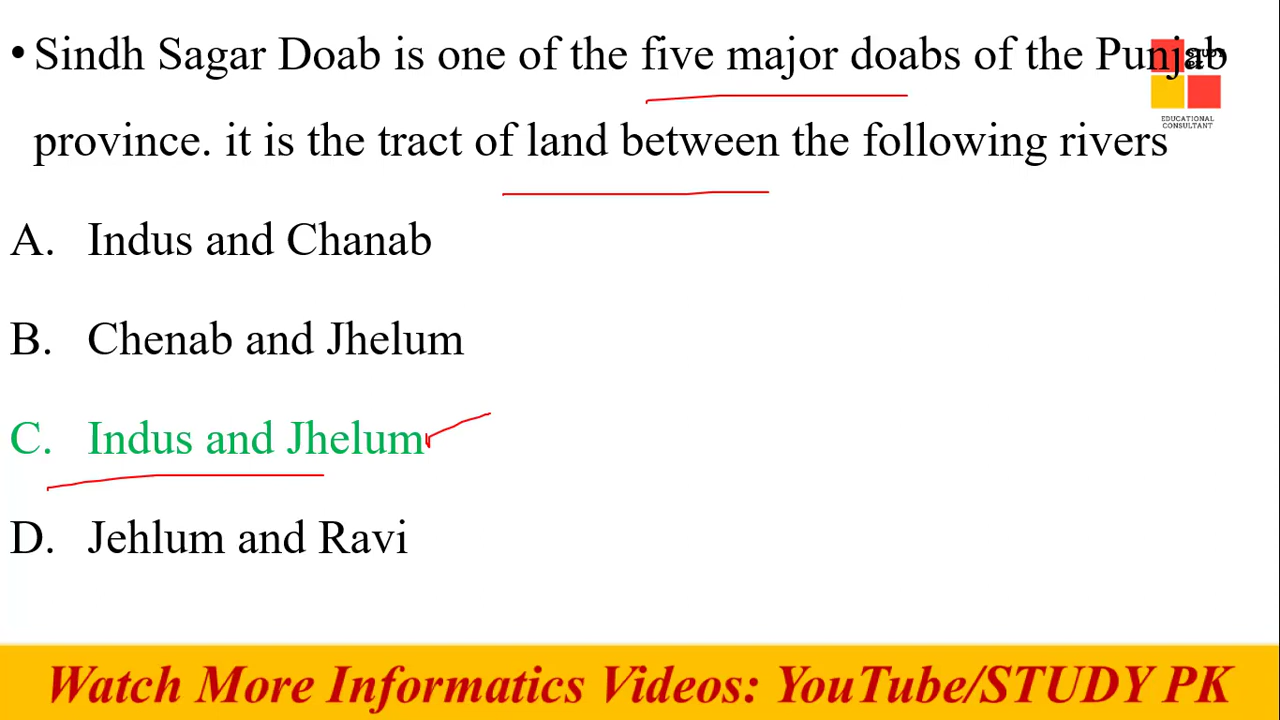 • Sindh Sagar Doab is one of the five major doabs of the Punjab
province. it is the tract of land between the following rivers
EDUCATIONAL
CONSULTANT
A. Indus and Chanab
B. Chenab and Jhelum
C. Indus and Jhelum
D. Jehlum and Ravi
Watch More Informatics Videos: YouTube/STUDY PK